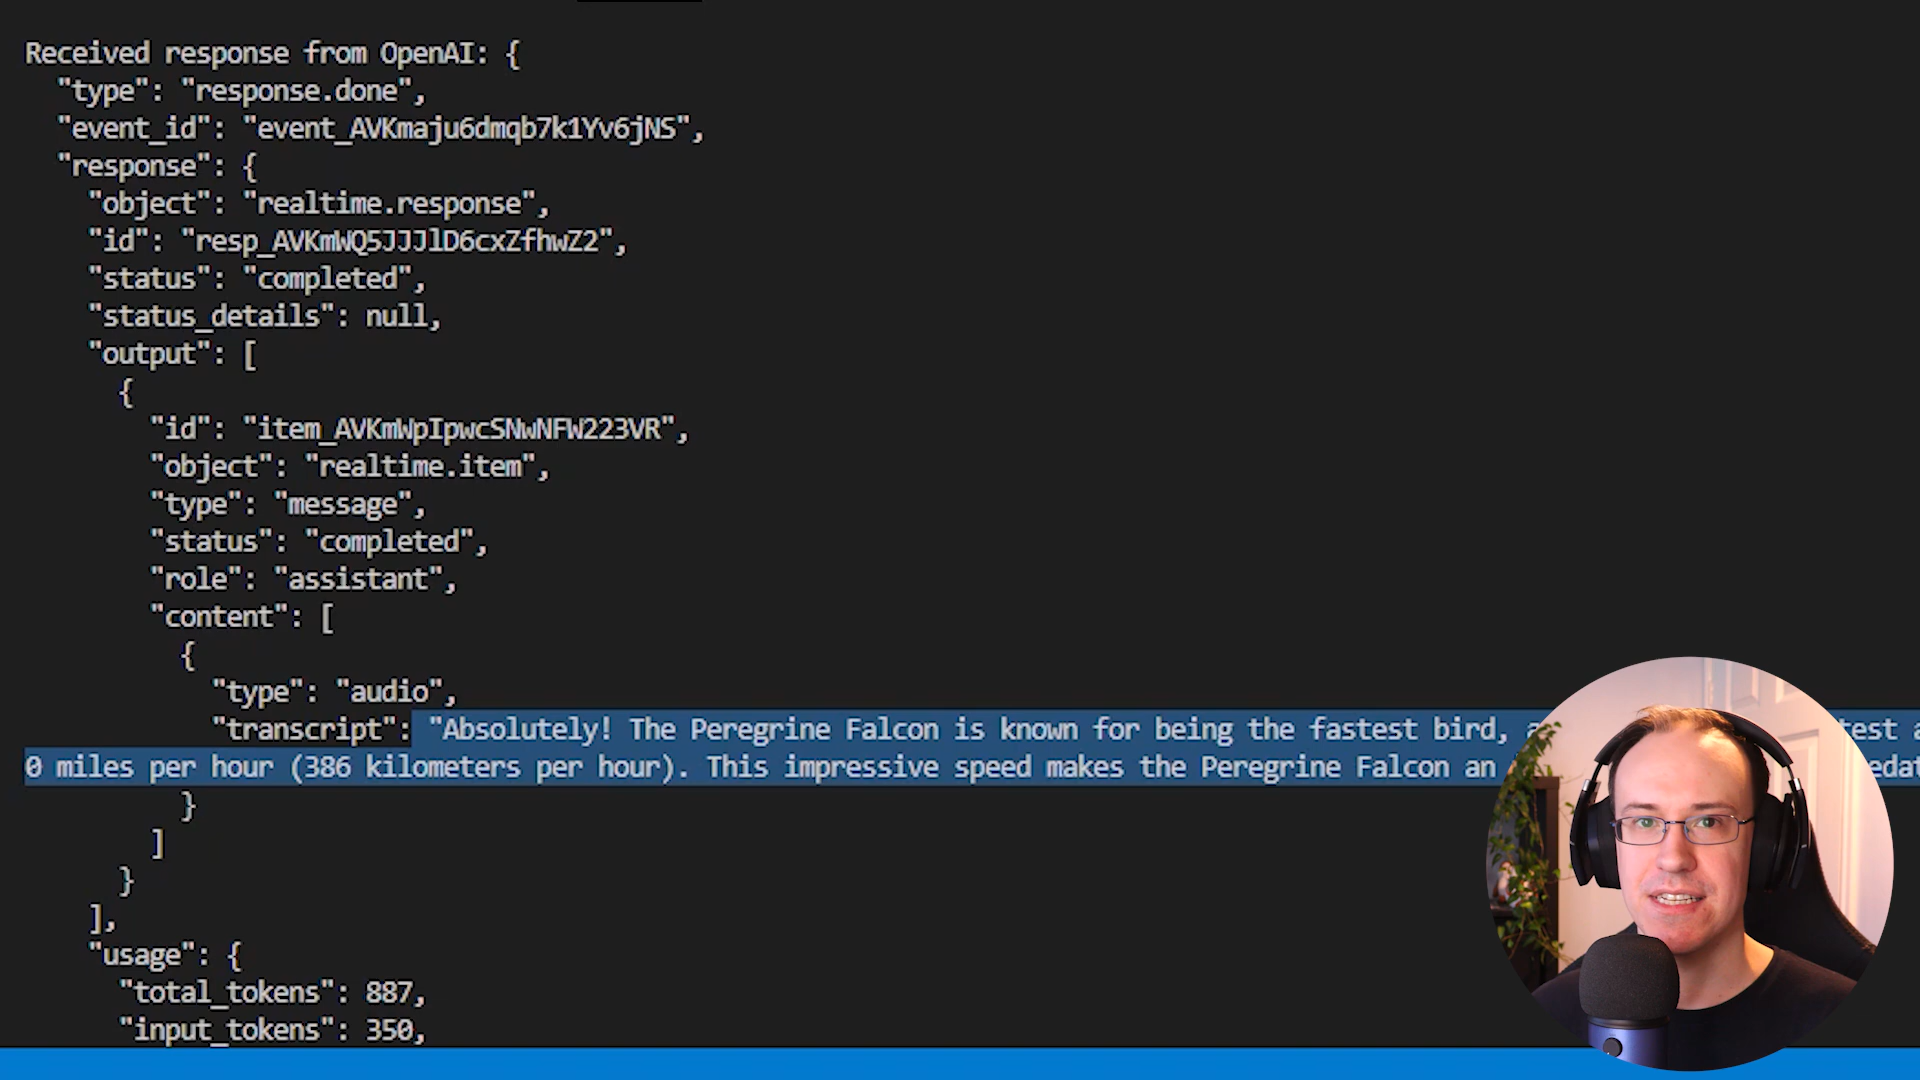 Received response from OpenAI: {
"type": "response.done",
"event_id": "event_AVKmaju6dmqb7k1Yv6jNS",
"response": {
"object": "realtime.response",
"id": "resp_AVKmWQ5JJJlD6cxZfhwZ2",
"status": "completed",
"status_details": null,
"output": [
{
"id": "item_AVKmWpIpwcSNwNFW223VR",
"object": "realtime.item",
"type": "message",
"status": "completed",
"role": "assistant",
"content": [
{
"type": "audio",
"transcript": "Absolutely! The Peregrine Falcon is known for being the fastest bird,
0 miles per hour (386 kilometers per hour). This impressive speed makes the Peregrine Falcon an
}
]
}
],
"usage": {
"total_tokens": 887,
"input_tokens": 350,